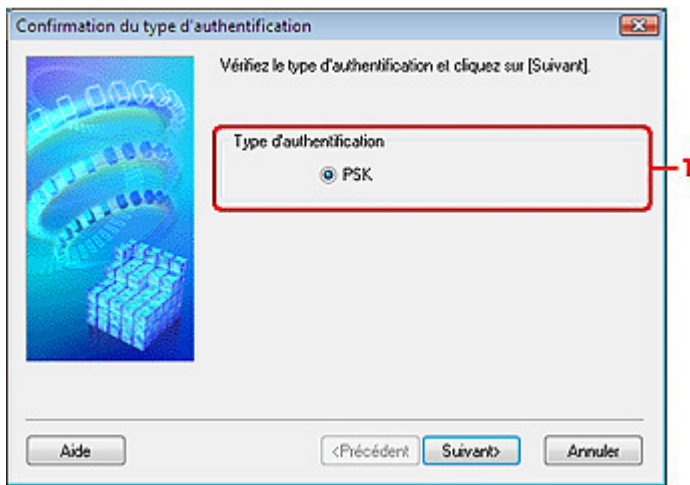 Confirmation du type d'authentification
Vérifiez le type d'authentification et cliquez sur [Suivant].
Type d'authentification
PSK
1
Aide
<Précédent
Suivant>
Annuler